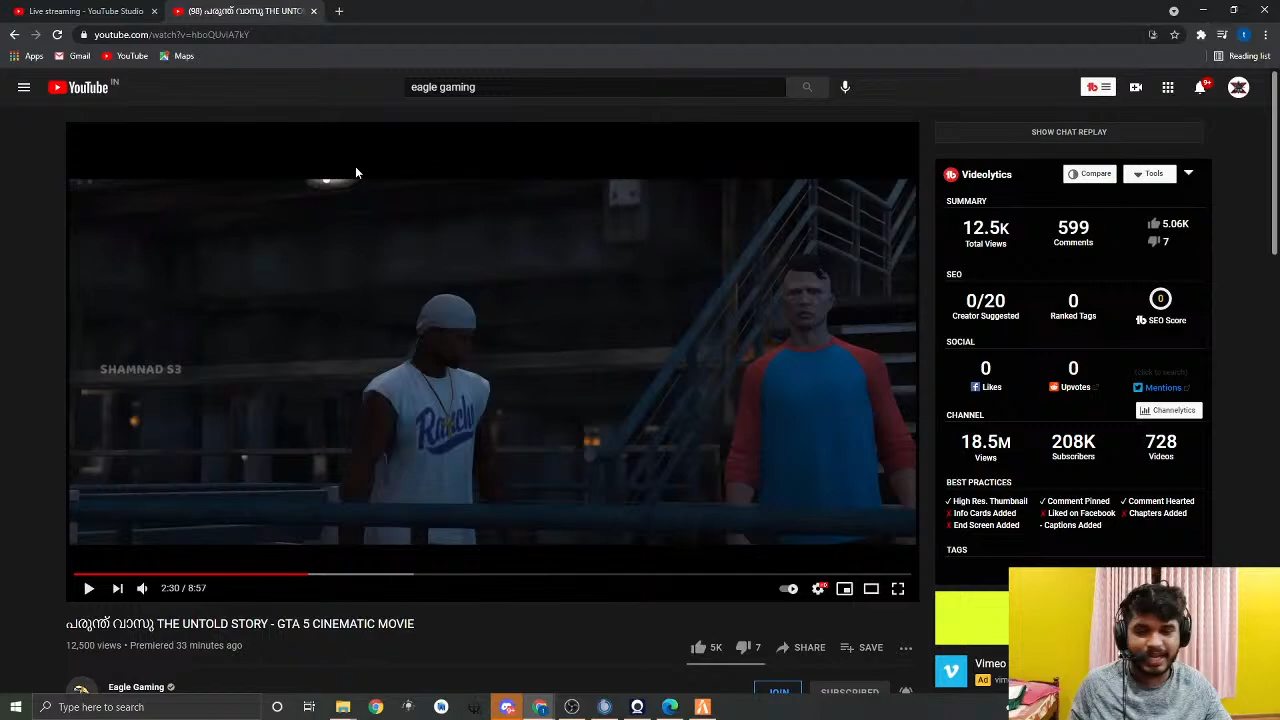 Live streaming - YouTube Studio
(98) പരുന്ത് വാസു THE UNTOL
youtube.com/watch?v=hboQUvIA7kY
Apps Gmail YouTube Maps Reading list
YouTube IN
eagle gaming
9+
SHOW CHAT REPLAY
Videolytics Compare Tools
SUMMARY
12.5K 599 5.06K
Total Views Comments 7
SEO
0/20 0 0
Creator Suggested Ranked Tags SEO Score
SOCIAL
0 0 (click to search)
Likes Upvotes Mentions
CHANNEL Channelytics
18.5M 208K 728
Views Subscribers Videos
BEST PRACTICES
✓ High Res. Thumbnail ✓ Comment Pinned ✓ Comment Hearted
✗ Info Cards Added ✗ Liked on Facebook ✗ Chapters Added
✗ End Screen Added - Captions Added
TAGS
SHAMNAD S3
Ranchi
2:30 / 8:57
പരുന്ത് വാസു THE UNTOLD STORY - GTA 5 CINEMATIC MOVIE
12,500 views • Premiered 33 minutes ago
5K 7 SHARE SAVE
Eagle Gaming
JOIN SUBSCRIBED
Vimeo
Ad
Type here to search